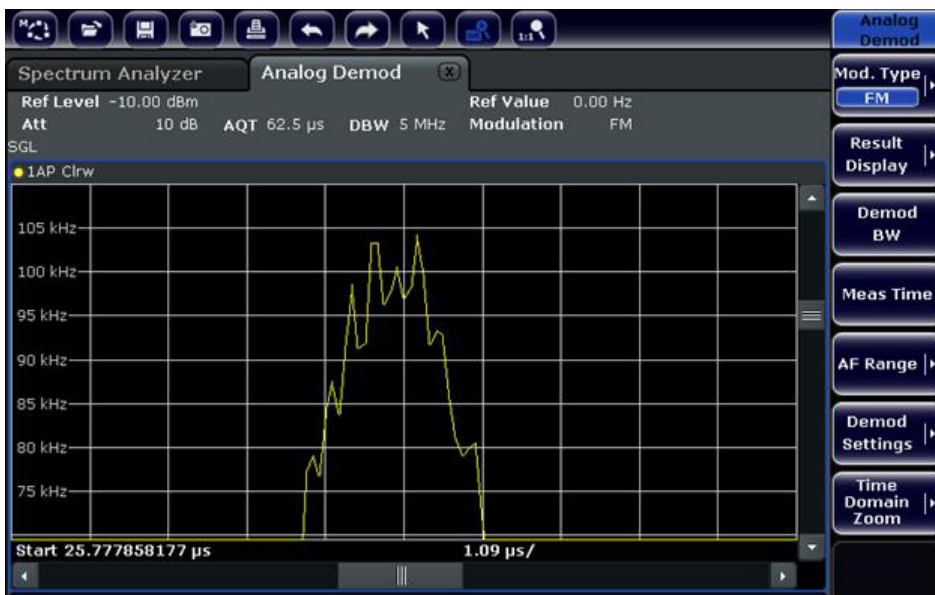 Analog
Demod
Spectrum Analyzer
Analog Demod X
Ref Level -10.00 dBm
Ref Value 0.00 Hz
Att 10 dB AQT 62.5 µs DBW 5 MHz Modulation FM
SGL
1AP Clrw
105 kHz
100 kHz
95 kHz
90 kHz
85 kHz
80 kHz
75 kHz
Start 25.777858177 µs
1.09 µs/
Mod. Type
FM
Result
Display
Demod
BW
Meas Time
AF Range
Demod
Settings
Time
Domain
Zoom
M
1:1